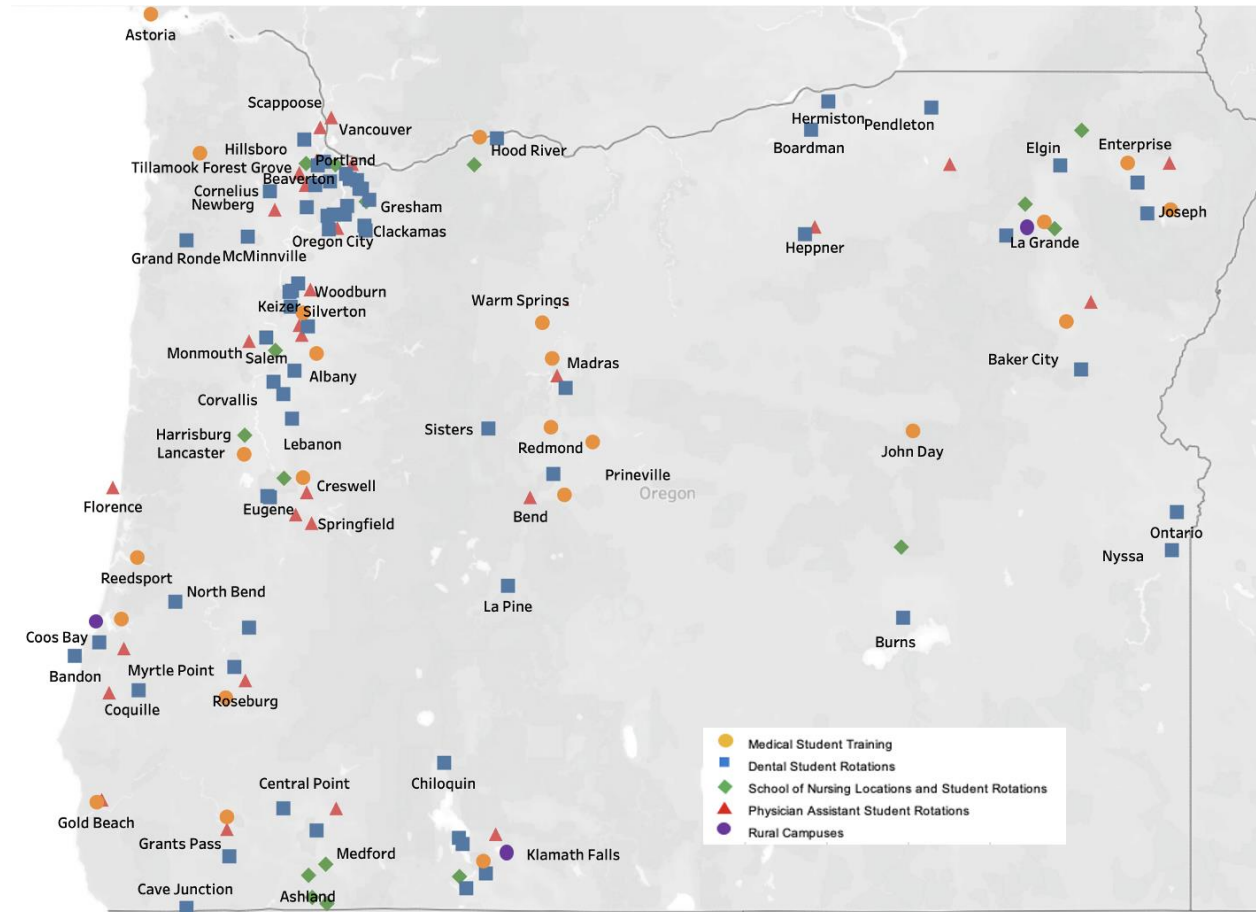 Astoria
Scappoose
Vancouver
Hermiston
Pendleton
Hillsboro
Boardman
Hood River
Elgin
Enterprise
Tillamook Forest Grove
Portland
Beaverton
Cornelius
Newberg
Gresham
Joseph
Clackamas
Oregon City
La Grande
Heppner
Grand Ronde
McMinnville
Woodburn
Warm Springs
Keizer
Silverton
Monmouth
Salem
Madras
Baker City
Albany
Corvallis
Sisters
Harrisburg
Lebanon
Redmond
Lancaster
John Day
Prineville
Creswell
Oregon
Florence
Eugene
Springfield
Bend
Ontario
Nyssa
Reedsport
North Bend
La Pine
Coos Bay
Burns
Myrtle Point
Bandon
Roseburg
Coquille
Medical Student Training
Dental Student Rotations
School of Nursing Locations and Student Rotations
Physician Assistant Student Rotations
Rural Campuses
Central Point
Chiloquin
Gold Beach
Grants Pass
Medford
Klamath Falls
Cave Junction
Ashland